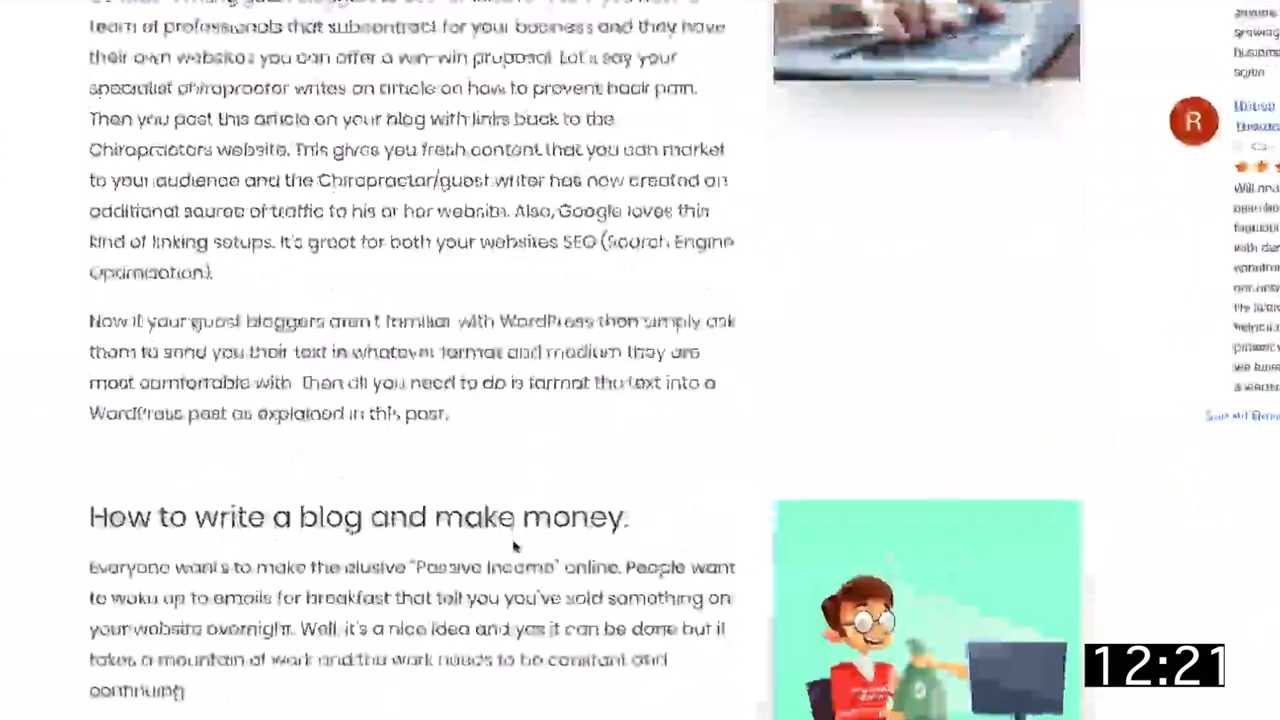 team of professionals that subcontract for your business and they have
their own websites you can offer a win-win proposal. Let's say your
specialist chiropractor writes an article on how to prevent back pain.
Then you post this article on your blog with links back to the
Chiropractors website. This gives you fresh content that you can market
to your audience and the Chiropractor/guest writer has now created an
additional source of traffic to his or her website. Also, Google loves this
kind of linking setups. It's great for both your websites SEO (Search Engine
Optimisation).
Now if your guest bloggers aren't familiar with WordPress then simply ask
them to send you their text in whatever format and medium they are
most comfortable with. Then all you need to do is format the text into a
WordPress post as explained in this post.
How to write a blog and make money.
Everyone wants to make the elusive "Passive Income" online. People want
to wake up to emails for breakfast that tell you you've sold something on
your website overnight. Well, it's a nice idea and yes it can be done but it
takes a mountain of work and the work needs to be constant and
continuing
R
Will and
12:21